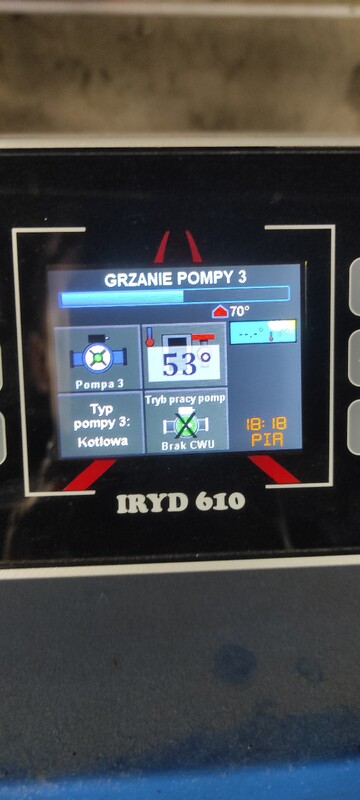 GRZANIE POMPY 3
70°
Pompa 3
53°
Typ
pompy 3:
Kotłowa
Tryb pracy pomp
Brak CWU
--,-°
18:18
PIĄ
IRYD 610